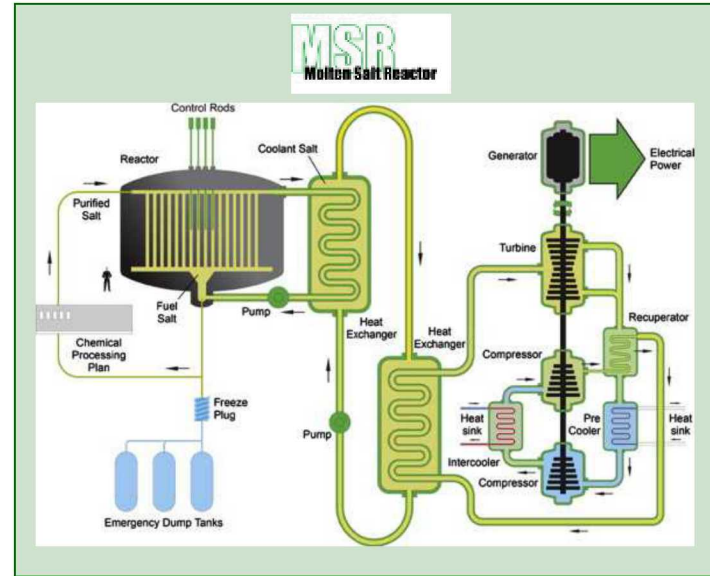 MSR
Molten Salt Reactor
Control Rods
Reactor
Coolant Salt
Purified
Salt
Fuel
Salt
Pump
Chemical
Processing
Plan
Freeze
Plug
Emergency Dump Tanks
Heat
Exchanger
Pump
Heat
Exchanger
Generator
Electrical
Power
Turbine
Recuperator
Compressor
Heat
sink
Intercooler
Pre
Cooler
Heat
sink
Compressor